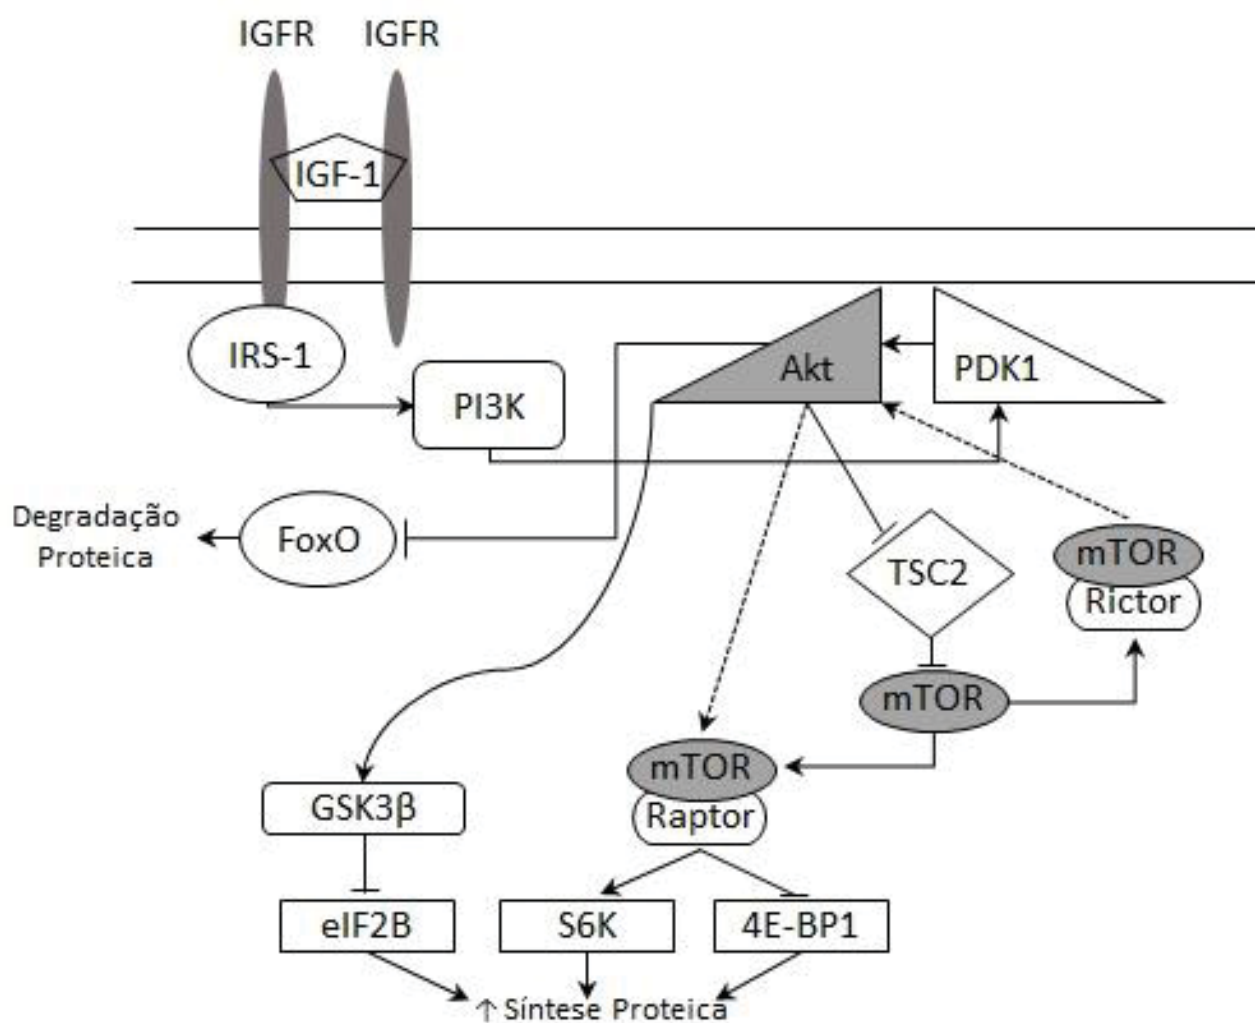 IGFR
IGFR
IGF-1
IRS-1
PI3K
Akt
PDK1
Degradação
Proteica
FoxO
TSC2
mTOR
Rictor
mTOR
mTOR
Raptor
GSK3β
eIF2B
S6K
4E-BP1
↑ Síntese Proteica